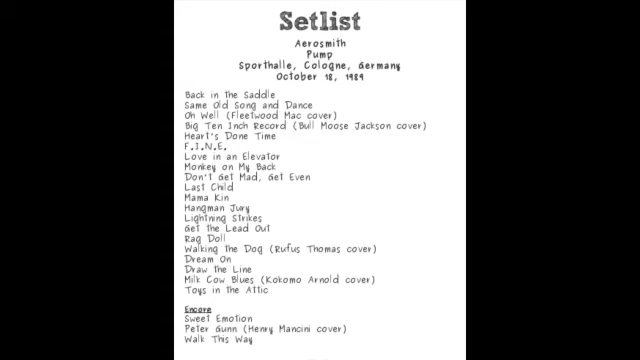 Setlist
Aerosmith
Pump
Sporthalle, Cologne, Germany
October 18, 1989
Back in the Saddle
Same Old Song and Dance
Oh Well (Fleetwood Mac cover)
Big Ten Inch Record (Bull Moose Jackson cover)
Heart's Done Time
F.I.N.E.
Love in an Elevator
Monkey on My Back
Don't Get Mad, Get Even
Last Child
Mama Kin
Hangman Jury
Lightning Strikes
Get the Lead Out
Rag Doll
Walking the Dog (Rufus Thomas cover)
Dream On
Draw the Line
Milk Cow Blues (Kokomo Arnold cover)
Toys in the Attic
Encore
Sweet Emotion
Peter Gunn (Henry Mancini cover)
Walk This Way